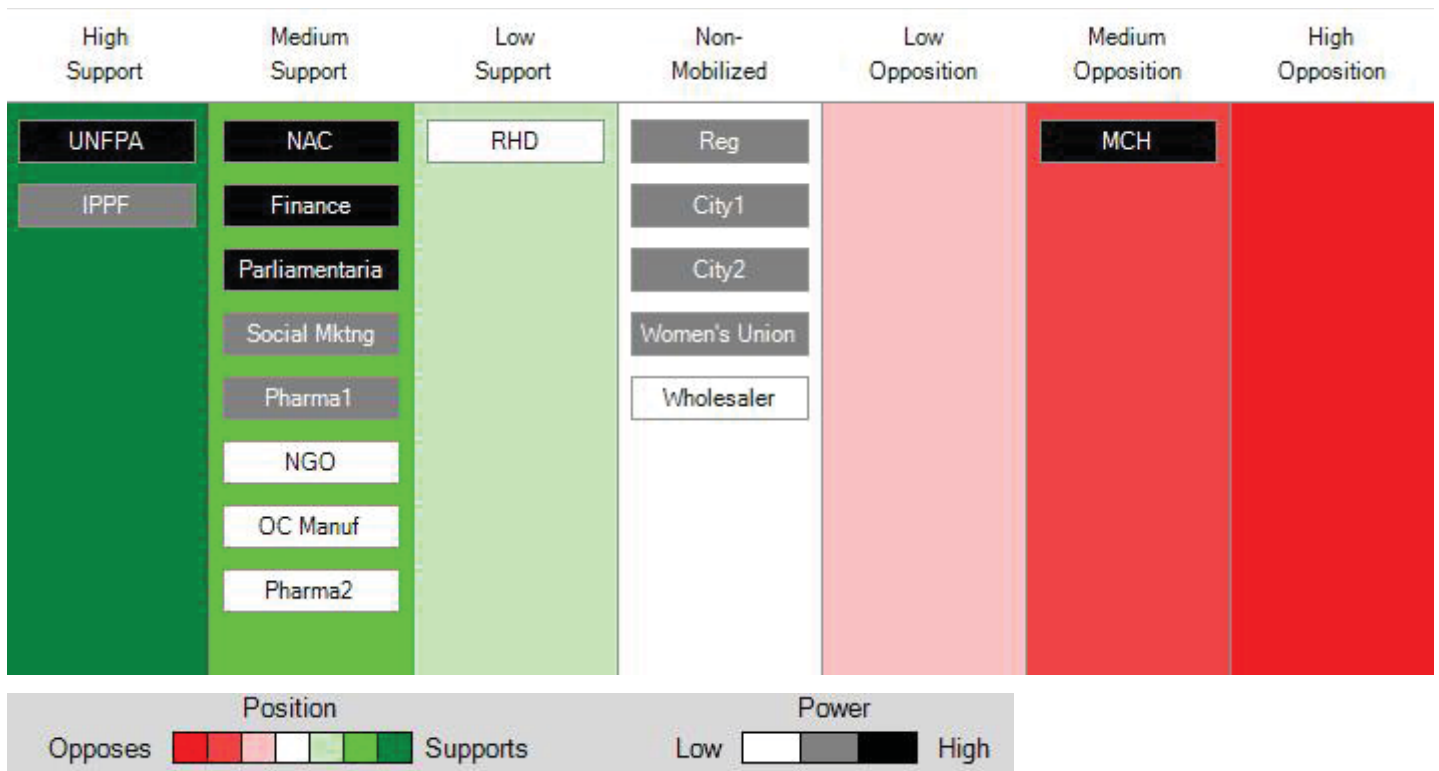 High Support
Medium Support
Low Support
Non-Mobilized
Low Opposition
Medium Opposition
High Opposition
UNFPA
NAC
RHD
Reg
MCH
IPPF
Finance
City1
Parliamentaria
City2
Social Mktng
Women's Union
Pharma1
Wholesaler
NGO
OC Manuf
Pharma2
Position
Power
Opposes
Supports
Low
High